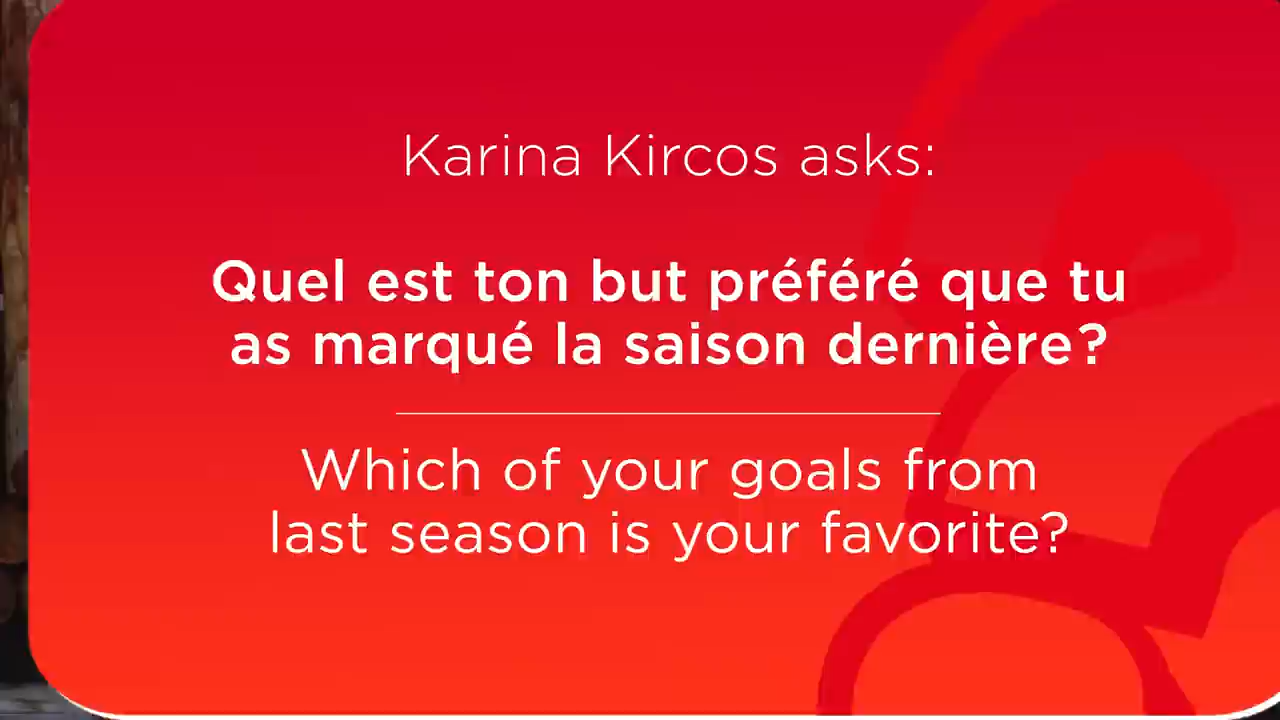 Karina Kircos asks:
Quel est ton but préféré que tu
as marqué la saison dernière?
Which of your goals from
last season is your favorite?